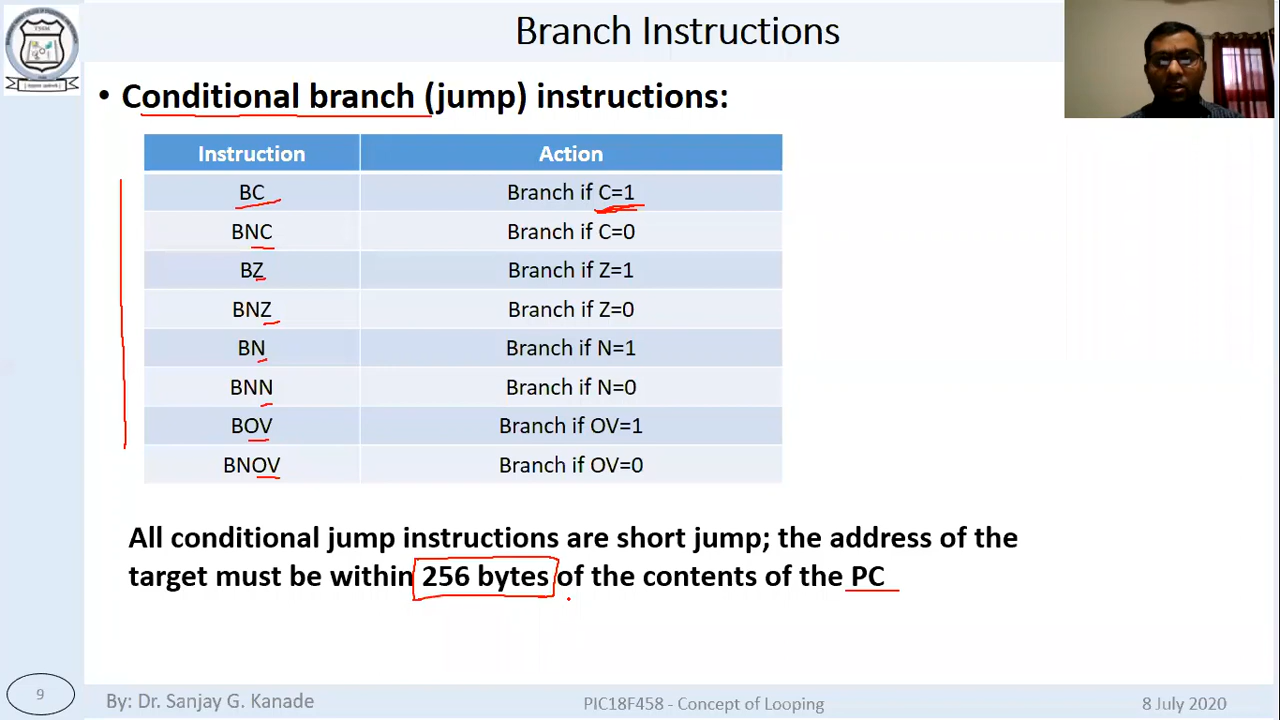 Branch Instructions
• Conditional branch (jump) instructions:
Instruction Action
BC Branch if C=1
BNC Branch if C=0
BZ Branch if Z=1
BNZ Branch if Z=0
BN Branch if N=1
BNN Branch if N=0
BOV Branch if OV=1
BNOV Branch if OV=0
All conditional jump instructions are short jump; the address of the
target must be within 256 bytes of the contents of the PC
9 By: Dr. Sanjay G. Kanade PIC18F458 - Concept of Looping 8 July 2020